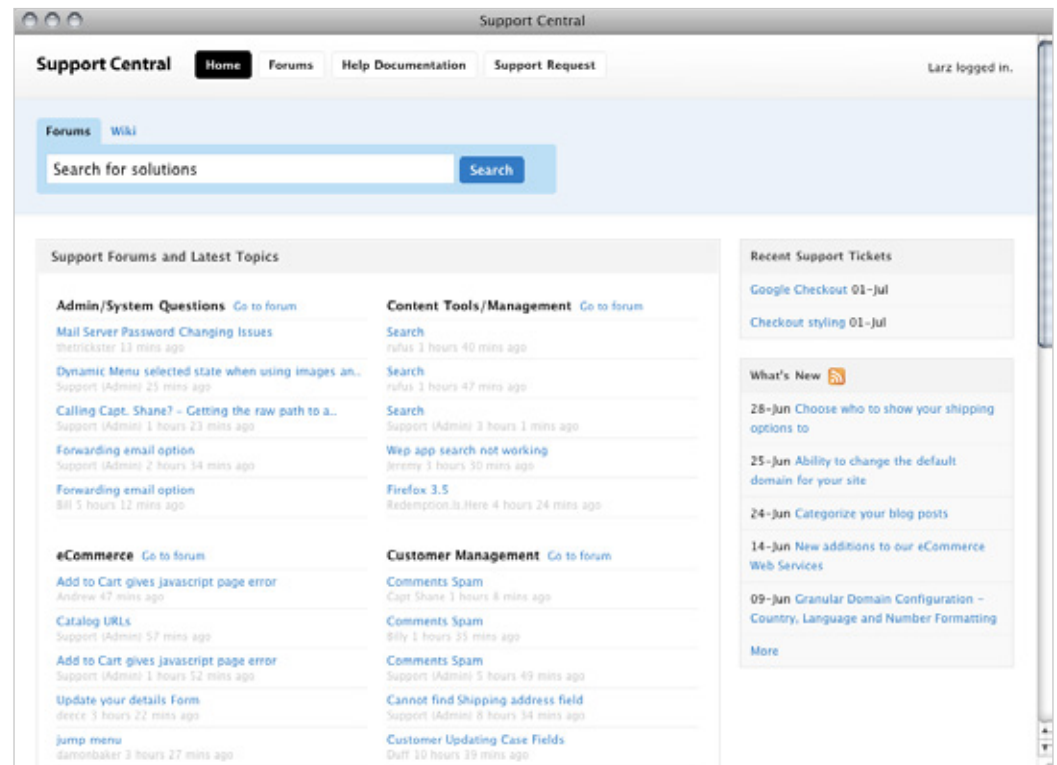 Support Central
Support Central
Home
Forums
Help Documentation
Support Request
Larz logged in.
Forums
Wiki
Search for solutions
Search
Support Forums and Latest Topics
Admin/System Questions Go to forum
Mail Server Password Changing Issues
thetrickster 13 mins ago
Dynamic Menu selected state when using images an..
Support (Admin) 25 mins ago
Calling Capt. Shane? - Getting the raw path to a..
Support (Admin) 1 hours 23 mins ago
Forwarding email option
Support (Admin) 2 hours 34 mins ago
Forwarding email option
Bill 5 hours 12 mins ago
Content Tools/Management Go to forum
Search
rufus 1 hours 40 mins ago
Search
rufus 1 hours 47 mins ago
Search
Support (Admin) 3 hours 1 mins ago
Wep app search not working
Jeremy 3 hours 30 mins ago
Firefox 3.5
Redemption.Is.Here 4 hours 24 mins ago
eCommerce Go to forum
Add to Cart gives javascript page error
Andrew 47 mins ago
Catalog URLs
Support (Admin) 57 mins ago
Add to Cart gives javascript page error
Support (Admin) 1 hours 52 mins ago
Update your details Form
deece 3 hours 22 mins ago
jump menu
damonbaker 3 hours 27 mins ago
Customer Management Go to forum
Comments Spam
Capt Shane 1 hours 8 mins ago
Comments Spam
Billy 1 hours 35 mins ago
Comments Spam
Support (Admin) 5 hours 49 mins ago
Cannot find Shipping address field
Support (Admin) 8 hours 34 mins ago
Customer Updating Case Fields
Duff 10 hours 39 mins ago
Recent Support Tickets
Google Checkout 01-Jul
Checkout styling 01-Jul
What's New
28-Jun Choose who to show your shipping
options to
25-Jun Ability to change the default
domain for your site
24-Jun Categorize your blog posts
14-Jun New additions to our eCommerce
Web Services
09-Jun Granular Domain Configuration -
Country, Language and Number Formatting
More